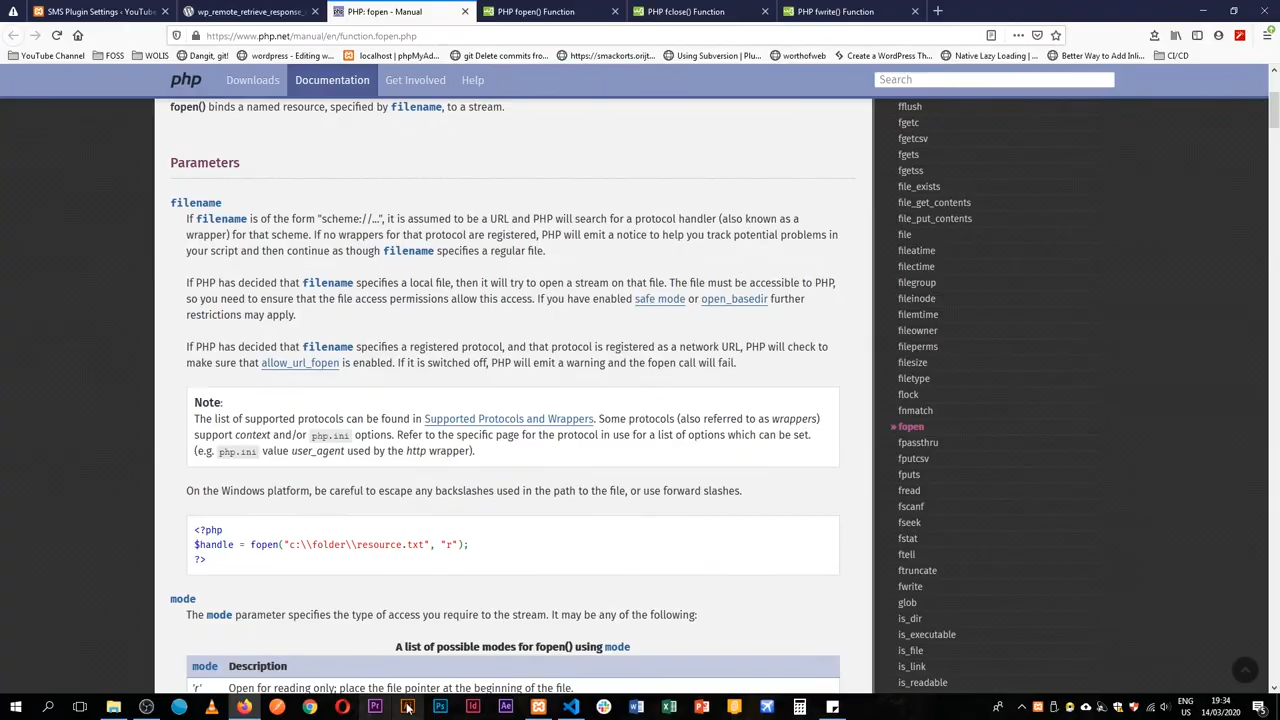 SMS Plugin Settings ‹ YouTub
wp_remote_retrieve_response_
PHP: fopen - Manual
PHP fopen() Function
PHP fclose() Function
PHP fwrite() Function
https://www.php.net/manual/en/function.fopen.php
YouTube Channel
FOSS
WOLIS
Dangit, git!
wordpress - Editing w...
localhost | phpMyAd...
git Delete commits fro...
https://smackorts.orijt...
Using Subversion | Plu...
worthofweb
Create a WordPress Th...
Native Lazy Loading | ...
Better Way to Add Inli...
CI/CD
php
Downloads
Documentation
Get Involved
Help
Search
fopen() binds a named resource, specified by filename, to a stream.
Parameters
filename
If filename is of the form "scheme://...", it is assumed to be a URL and PHP will search for a protocol handler (also known as a
wrapper) for that scheme. If no wrappers for that protocol are registered, PHP will emit a notice to help you track potential problems in
your script and then continue as though filename specifies a regular file.
If PHP has decided that filename specifies a local file, then it will try to open a stream on that file. The file must be accessible to PHP,
so you need to ensure that the file access permissions allow this access. If you have enabled safe mode or open_basedir further
restrictions may apply.
If PHP has decided that filename specifies a registered protocol, and that protocol is registered as a network URL, PHP will check to
make sure that allow_url_fopen is enabled. If it is switched off, PHP will emit a warning and the fopen call will fail.
Note:
The list of supported protocols can be found in Supported Protocols and Wrappers. Some protocols (also referred to as wrappers)
support context and/or php.ini options. Refer to the specific page for the protocol in use for a list of options which can be set.
(e.g. php.ini value user_agent used by the http wrapper).
On the Windows platform, be careful to escape any backslashes used in the path to the file, or use forward slashes.
<?php
$handle = fopen("c:\\folder\\resource.txt", "r");
?>
mode
The mode parameter specifies the type of access you require to the stream. It may be any of the following:
A list of possible modes for fopen() using mode
mode Description
'r' Open for reading only; place the file pointer at the beginning of the file.
fflush
fgetc
fgetcsv
fgets
fgetss
file_exists
file_get_contents
file_put_contents
file
fileatime
filectime
filegroup
fileinode
filemtime
fileowner
fileperms
filesize
filetype
flock
fnmatch
» fopen
fpassthru
fputcsv
fputs
fread
fscanf
fseek
fstat
ftell
ftruncate
fwrite
glob
is_dir
is_executable
is_file
is_link
is_readable
Pr
Ai
Ps
Id
Ae
ENG
US
19:34
14/03/2020